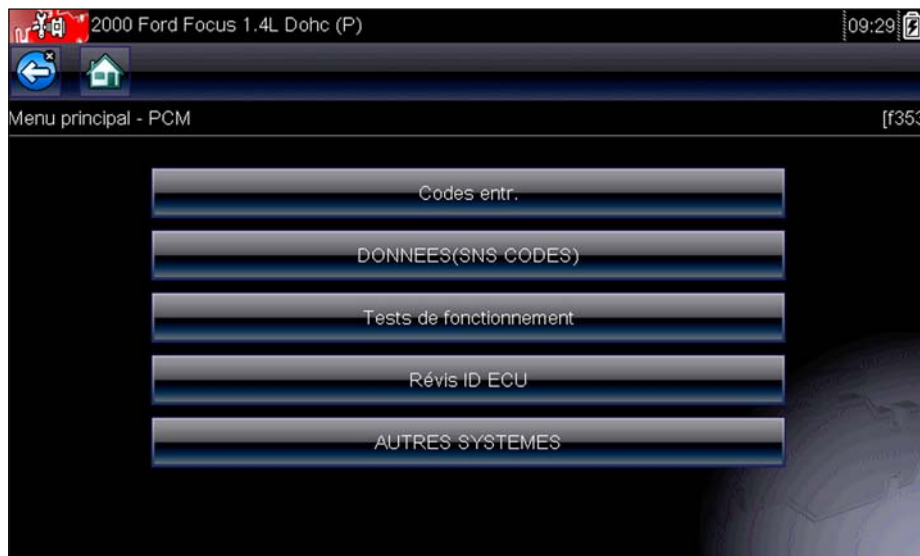 2000 Ford Focus 1.4L Dohc (P) 09:29
Menu principal - PCM [f353
Codes entr.
DONNEES(SNS CODES)
Tests de fonctionnement
Révis ID ECU
AUTRES SYSTEMES